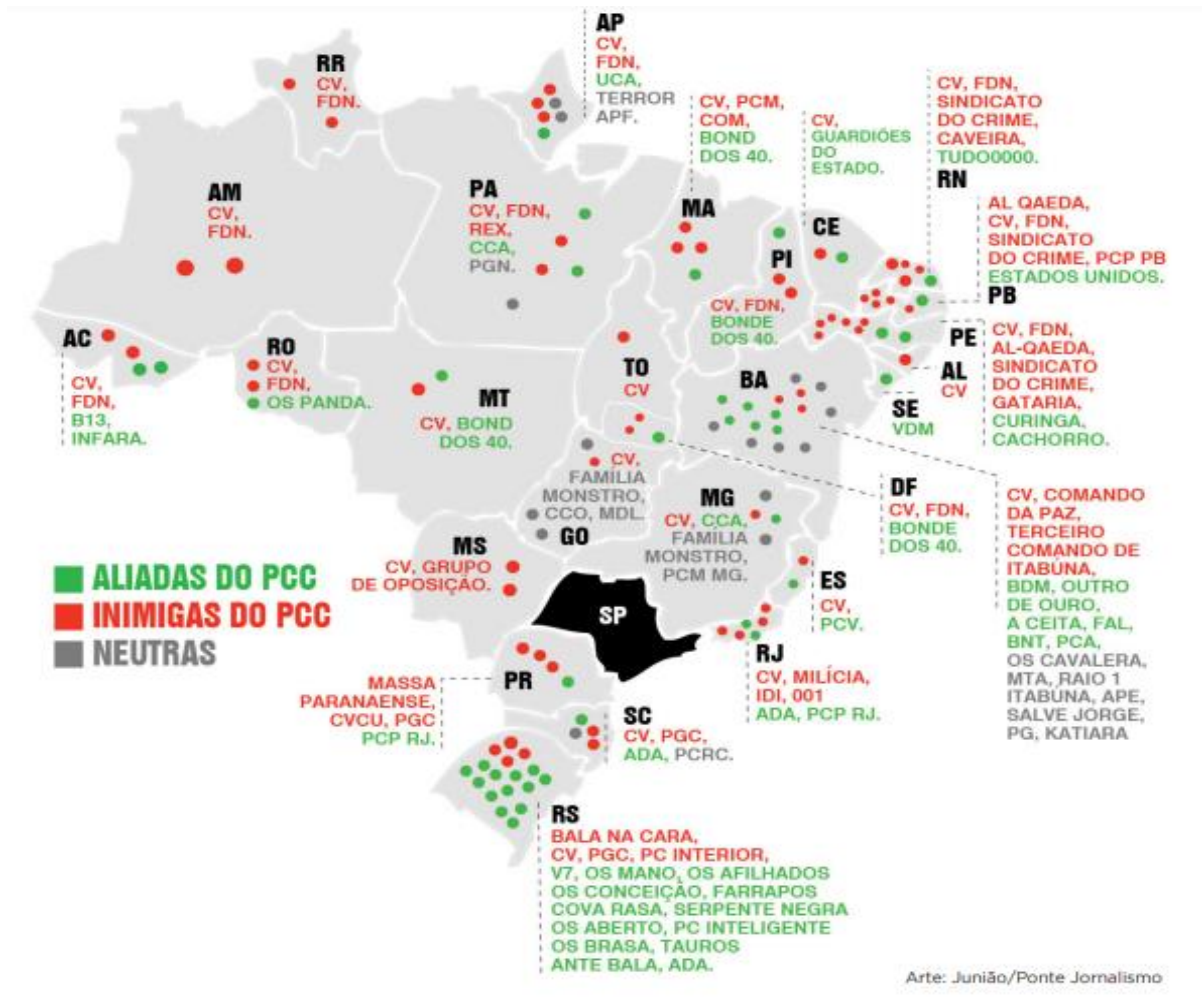 AP
CV,
FDN,
UCA,
TERROR
APF.
RR
CV,
FDN.
CV, PCM,
COM,
BOND
DOS 40.
CV,
GUARDIÕES
DO
ESTADO.
CV, FDN,
SINDICATO
DO CRIME,
CAVEIRA,
TUDO0000.
RN
AM
CV,
FDN.
PA
CV, FDN,
REX,
CCA,
PGN.
MA
CE
PI
CV, FDN,
BONDE
DOS 40.
AL QAEDA,
CV, FDN,
SINDICATO
DO CRIME, PCP PB
ESTADOS UNIDOS.
PB
AC
CV,
FDN,
B13,
INFARA.
RO
CV,
FDN,
OS PANDA.
MT
CV, BOND
DOS 40.
TO
CV
BA
PE
CV, FDN,
AL-QAEDA,
SINDICATO
DO CRIME,
GATARIA,
CURINGA,
CACHORRO.
AL
CV
SE
VDM
CV,
FAMÍLIA
MONSTRO,
CCO, MDL.
GO
MG
CV, CCA,
FAMÍLIA
MONSTRO,
PCM MG.
DF
CV, FDN,
BONDE
DOS 40.
CV, COMANDO
DA PAZ,
TERCEIRO
COMANDO DE
ITABÚNA,
BDM, OUTRO
DE OURO,
A CEITA, FAL,
BNT, PCA,
OS CAVALERA,
MTA, RAIO 1
ITABÚNA, APE,
SALVE JORGE,
PG, KATIARA
MS
CV, GRUPO
DE OPOSIÇÃO.
ES
CV,
PCV.
ALIADAS DO PCC
INIMIGAS DO PCC
NEUTRAS
SP
RJ
CV, MILÍCIA,
IDI, 001
ADA, PCP RJ.
PR
MASSA
PARANAENSE,
CVCU, PGC
PCP RJ.
SC
CV, PGC,
ADA, PCRC.
RS
BALA NA CARA,
CV, PGC, PC INTERIOR,
V7, OS MANO, OS AFILHADOS
OS CONCEIÇÃO, FARRAPOS
COVA RASA, SERPENTE NEGRA
OS ABERTO, PC INTELIGENTE
OS BRASA, TAUROS
ANTE BALA, ADA.
Arte: Junião/Ponte Jornalismo